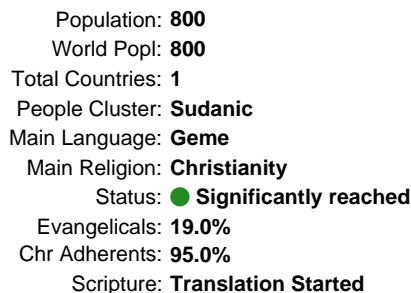 Population: 800
World Popl: 800
Total Countries: 1
People Cluster: Sudanic
Main Language: Geme
Main Religion: Christianity
Status: Significantly reached
Evangelicals: 19.0%
Chr Adherents: 95.0%
Scripture: Translation Started